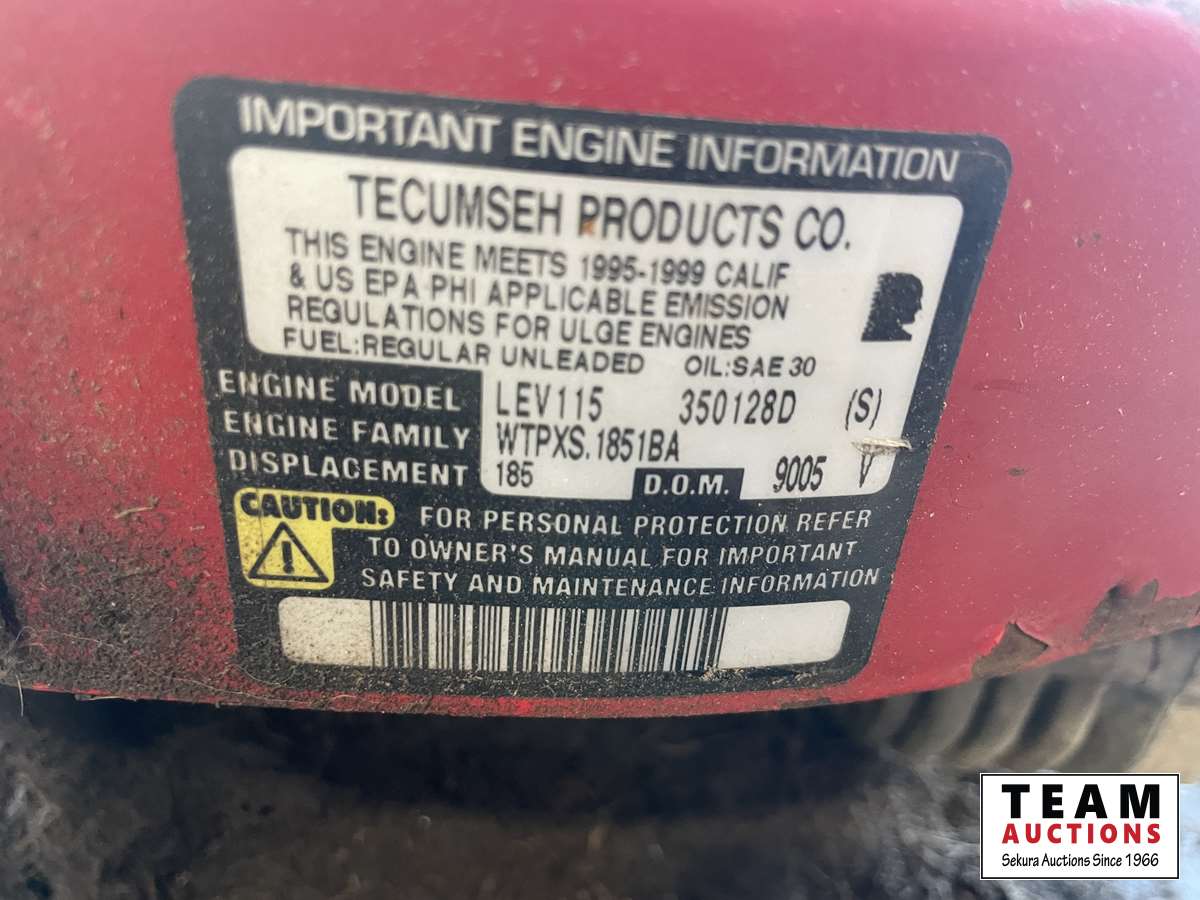 IMPORTANT ENGINE INFORMATION
TECUMSEH PRODUCTS CO.
THIS ENGINE MEETS 1995-1999 CALIF
& US EPA PHI APPLICABLE EMISSION
REGULATIONS FOR ULGE ENGINES
FUEL:REGULAR UNLEADED OIL:SAE 30
ENGINE MODEL LEV115 350128D (S)
ENGINE FAMILY WTPXS.1851BA
DISPLACEMENT 185 D.O.M. 9005 V
CAUTION: FOR PERSONAL PROTECTION REFER
TO OWNER'S MANUAL FOR IMPORTANT
SAFETY AND MAINTENANCE INFORMATION
TEAM
AUCTIONS
Sekura Auctions Since 1966